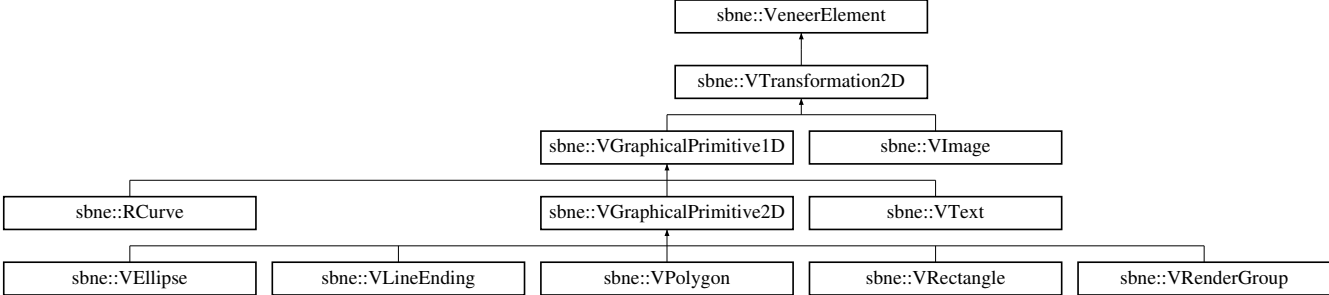 sbne::VeneerElement
sbne::VTransformation2D
sbne::VGraphicalPrimitive1D
sbne::VImage
sbne::RCurve
sbne::VGraphicalPrimitive2D
sbne::VText
sbne::VEllipse
sbne::VLineEnding
sbne::VPolygon
sbne::VRectangle
sbne::VRenderGroup